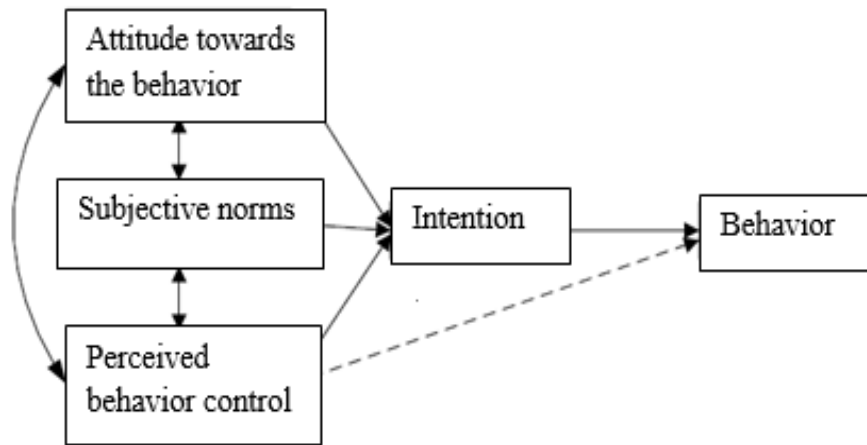 Attitude towards
the behavior
Subjective norms
Intention
Behavior
Perceived
behavior control